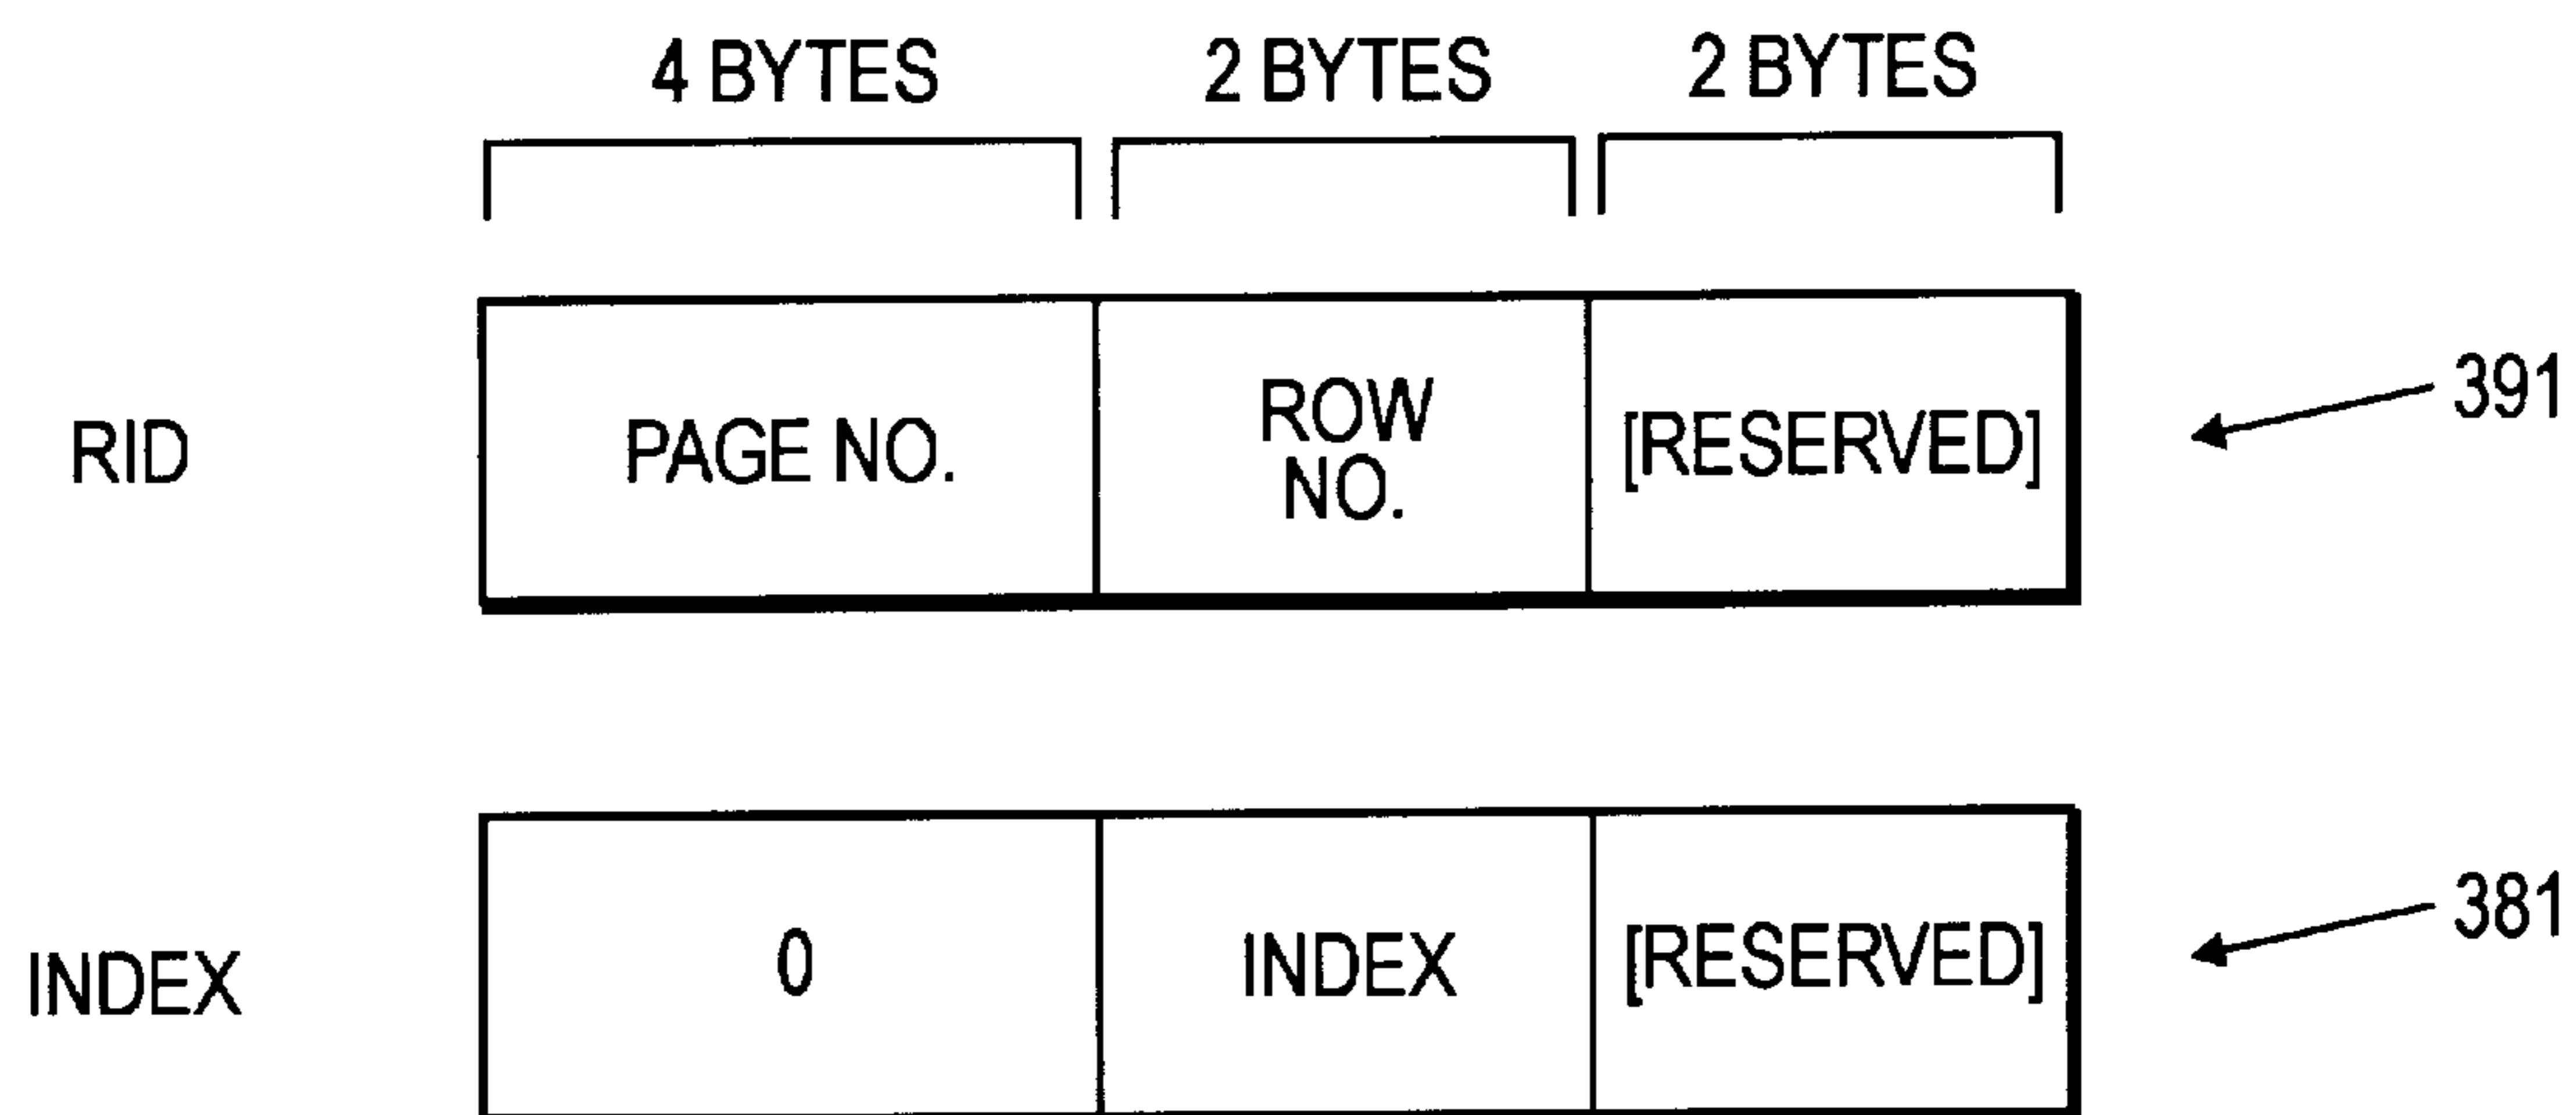 4 BYTES 2 BYTES 2 BYTES
RID PAGE NO. ROW NO. [RESERVED] 391
INDEX 0 INDEX [RESERVED] 381